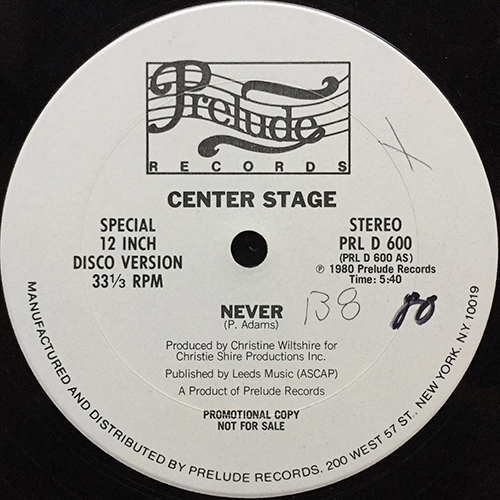 Prelude
RECORDS
CENTER STAGE
SPECIAL
12 INCH
DISCO VERSION
33⅓ RPM
STEREO
PRL D 600
(PRL D 600 AS)
℗ 1980 Prelude Records
Time: 5:40
NEVER
(P. Adams)
X
B8
80
Produced by Christine Wiltshire for
Christie Shire Productions Inc.
Published by Leeds Music (ASCAP)
A Product of Prelude Records
PROMOTIONAL COPY
NOT FOR SALE
MANUFACTURED AND DISTRIBUTED BY PRELUDE RECORDS, 200 WEST 57 ST., NEW YORK, NY 10019